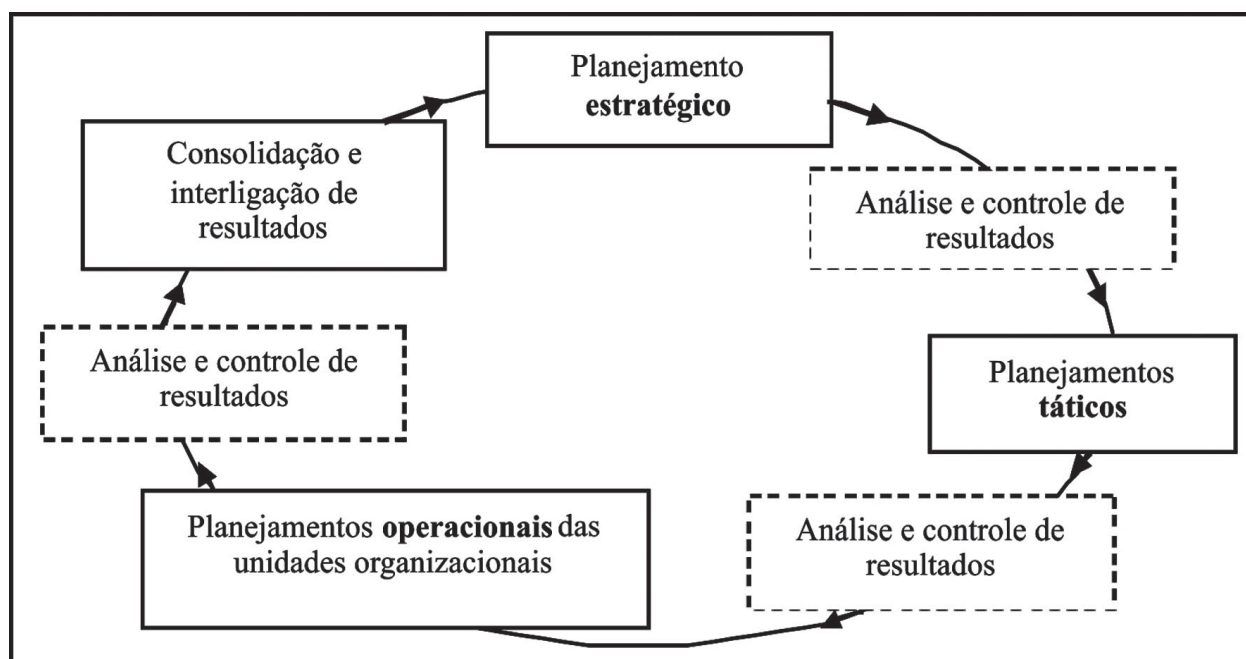 Planejamento
estratégico
Análise e controle de
resultados
Planejamentos
táticos
Análise e controle de
resultados
Planejamentos operacionais das
unidades organizacionais
Análise e controle de
resultados
Consolidação e
interligação de
resultados